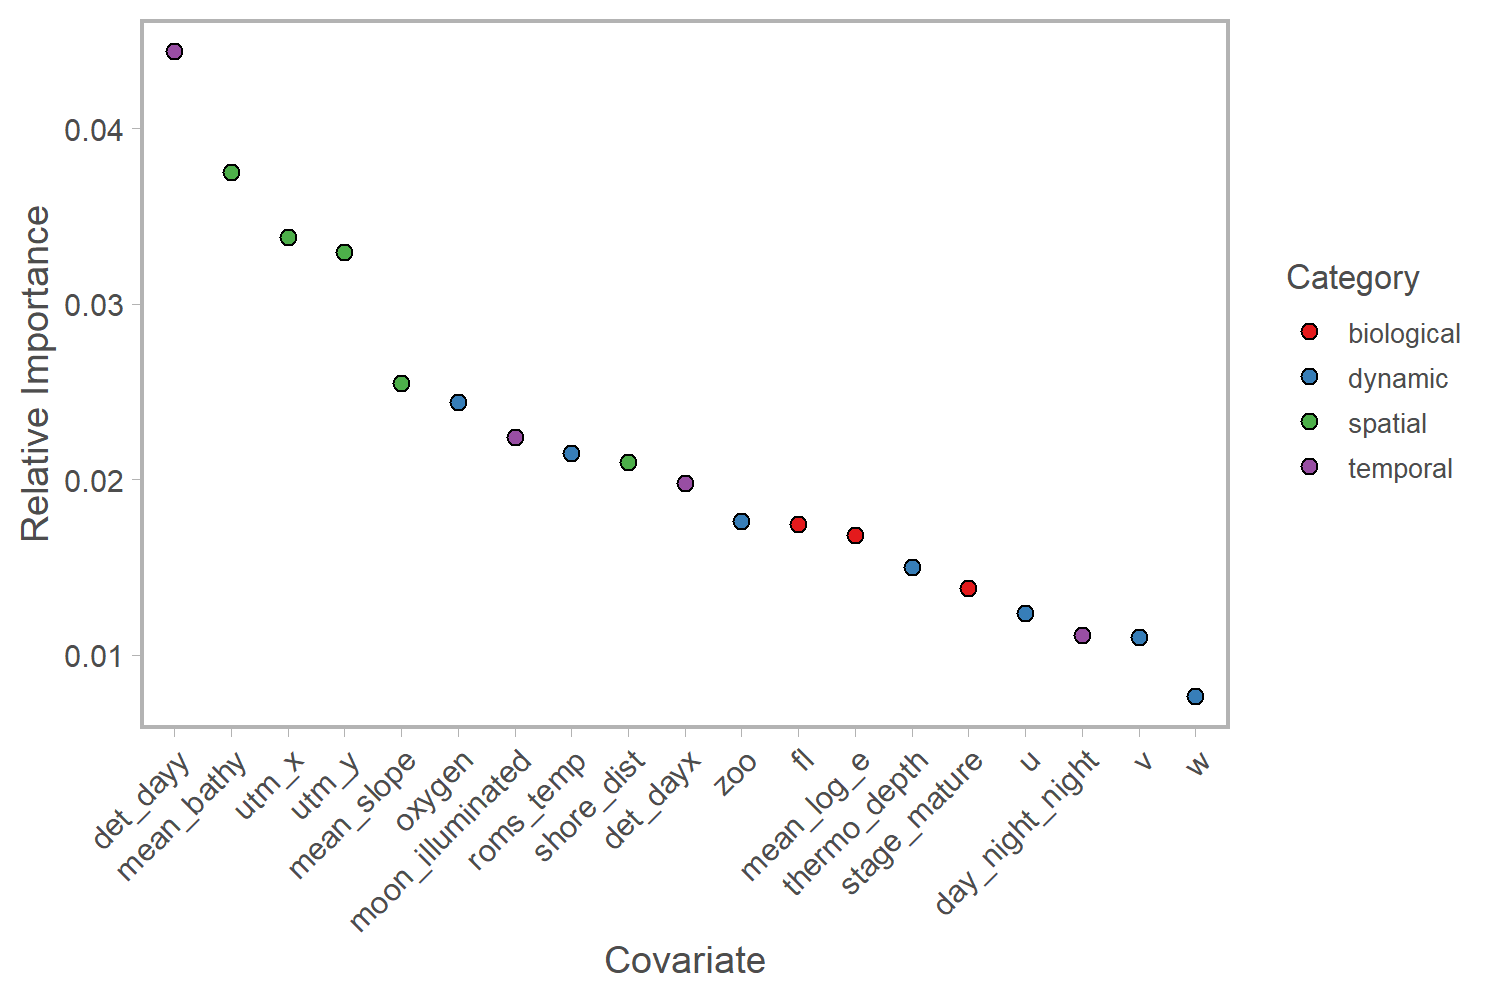 0.04
0.03
0.02
0.01
Relative Importance
det_dayy
mean_bathy
utm_x
utm_y
mean_slope
oxygen
moon_illuminated
roms_temp
shore_dist
det_dayx
zoo
fl
mean_log_e
thermo_depth
stage_mature
u
day_night_night
v
w
Covariate
Category
biological
dynamic
spatial
temporal